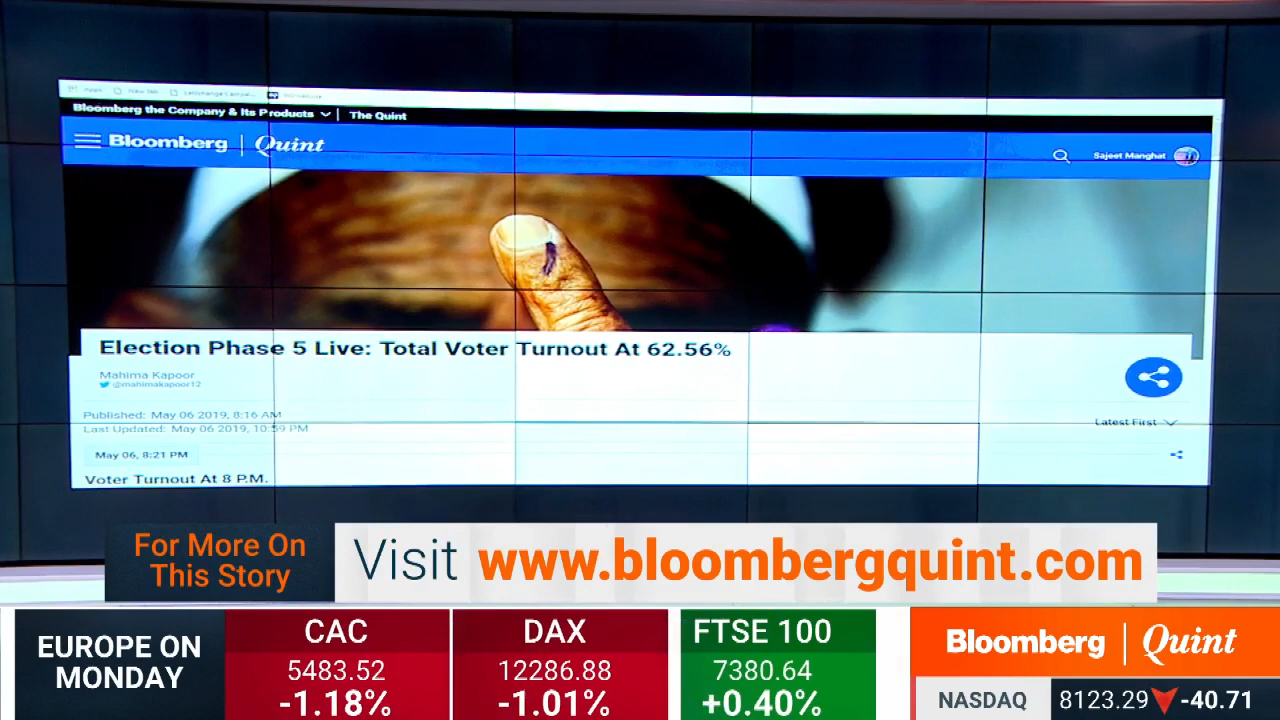 New Tab
Bloomberg the Company & Its Products | The Quint
Bloomberg | Quint
Sajeet Manghat
Election Phase 5 Live: Total Voter Turnout At 62.56%
Mahima Kapoor
@mahimakapoor12
Published: May 06 2019, 8:16 AM
Last Updated: May 06 2019, 10:59 PM
Latest First
May 06, 8:21 PM
Voter Turnout At 8 P.M.
For More On
This Story
Visit www.bloombergquint.com
EUROPE ON
MONDAY
CAC
5483.52
-1.18%
DAX
12286.88
-1.01%
FTSE 100
7380.64
+0.40%
Bloomberg | Quint
NASDAQ 8123.29 -40.71